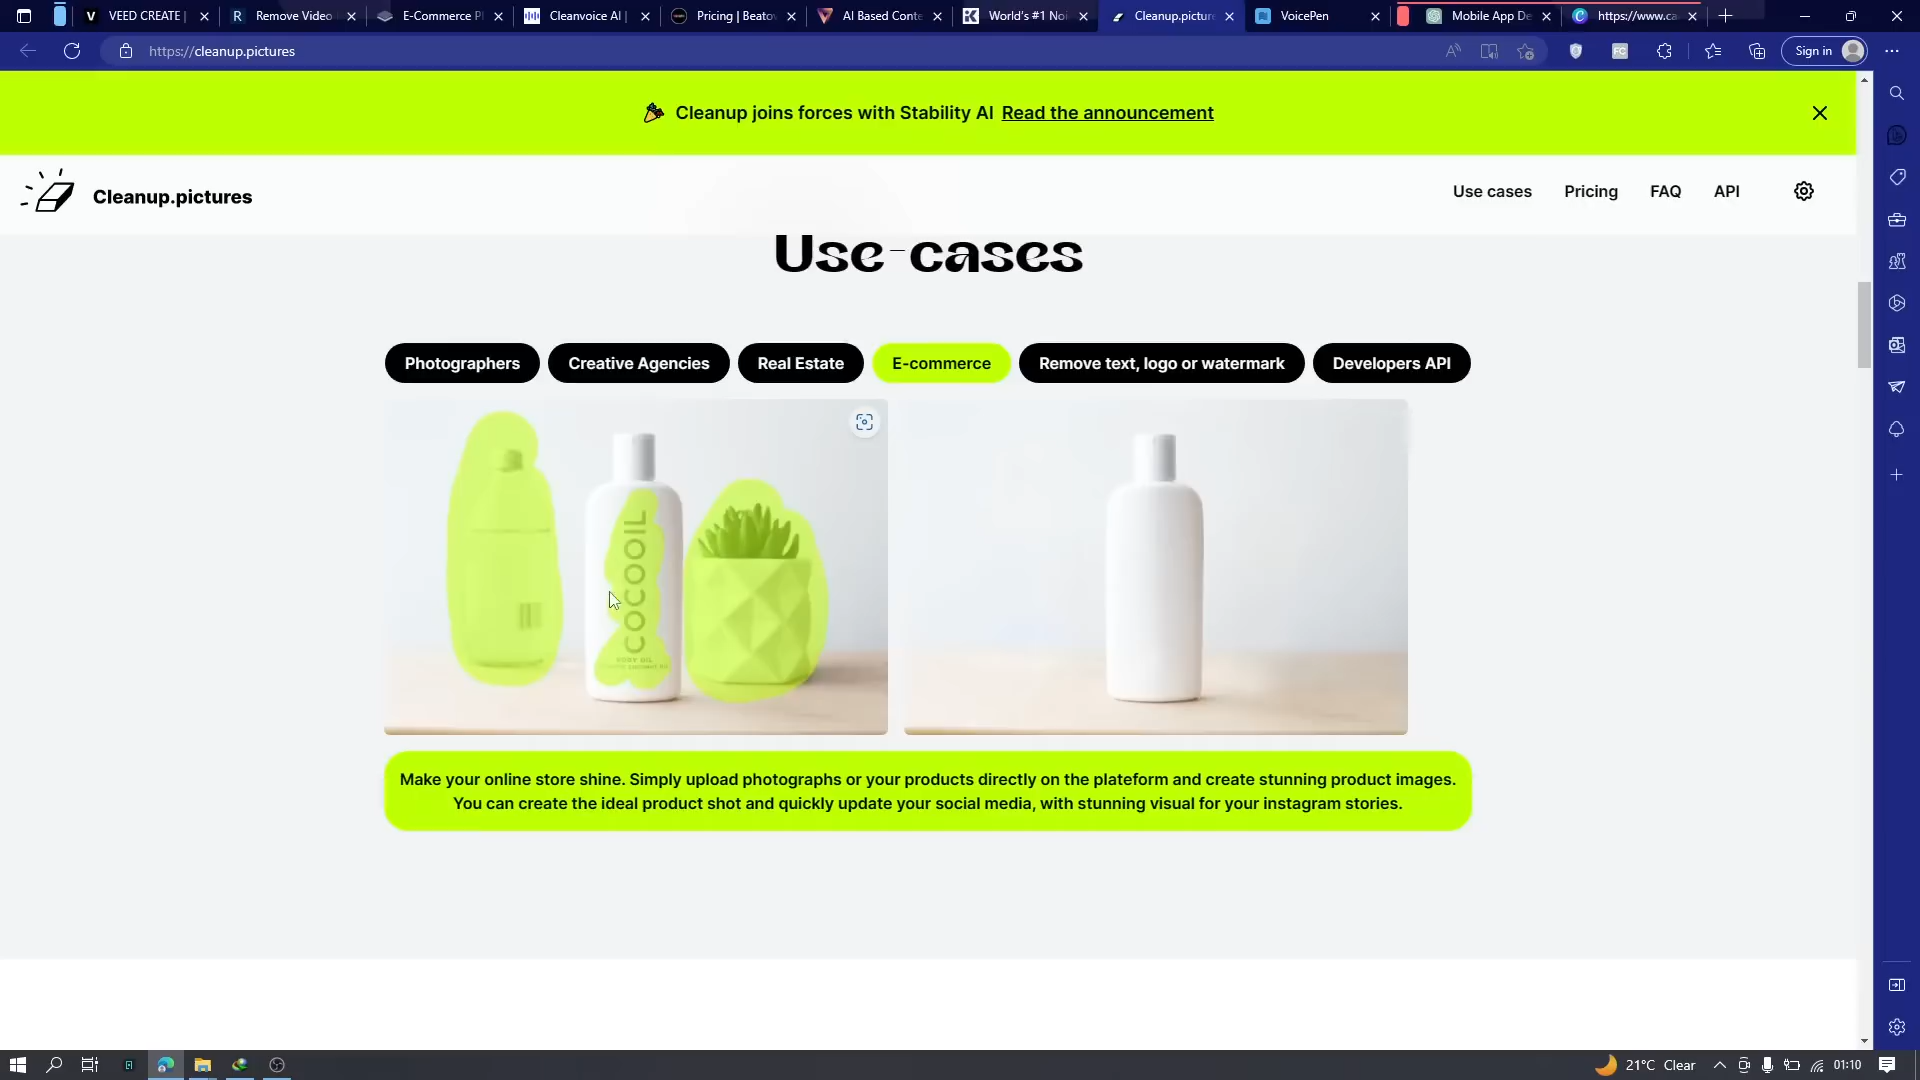 VEED CREATE |
Remove Video
E-Commerce P
Cleanvoice AI |
Pricing | Beato
AI Based Conte
World's #1 Noi
Cleanup.pictur
VoicePen
Mobile App De
https://www.ca
https://cleanup.pictures
Sign in
Cleanup joins forces with Stability AI Read the announcement
Cleanup.pictures
Use cases
Pricing
FAQ
API
Use-cases
Photographers
Creative Agencies
Real Estate
E-commerce
Remove text, logo or watermark
Developers API
COCOOIL
BODY OIL
Make your online store shine. Simply upload photographs or your products directly on the plateform and create stunning product images.
You can create the ideal product shot and quickly update your social media, with stunning visual for your instagram stories.
21°C Clear
01:10